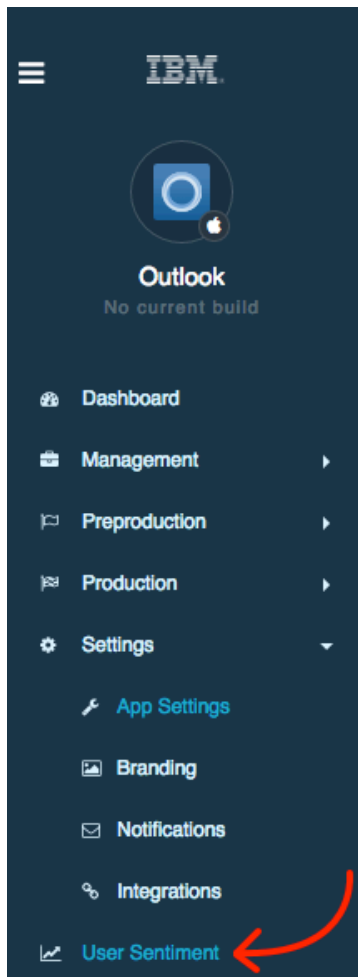 IBM.
Outlook
No current build
Dashboard
Management
Preproduction
Production
Settings
App Settings
Branding
Notifications
Integrations
User Sentiment